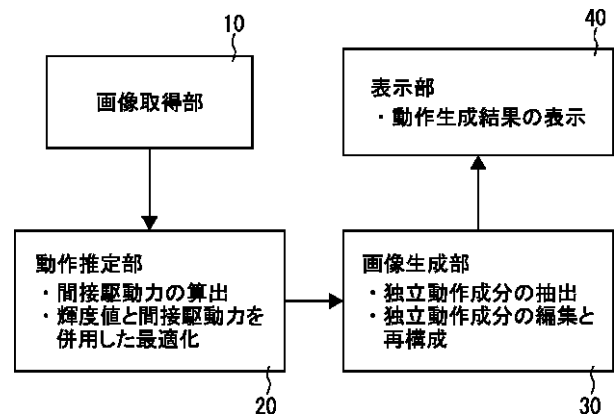 10
画像取得部
40
表示部
・動作生成結果の表示
動作推定部
・間接駆動力の算出
・輝度値と間接駆動力を
併用した最適化
20
画像生成部
・独立動作成分の抽出
・独立動作成分の編集と
再構成
30